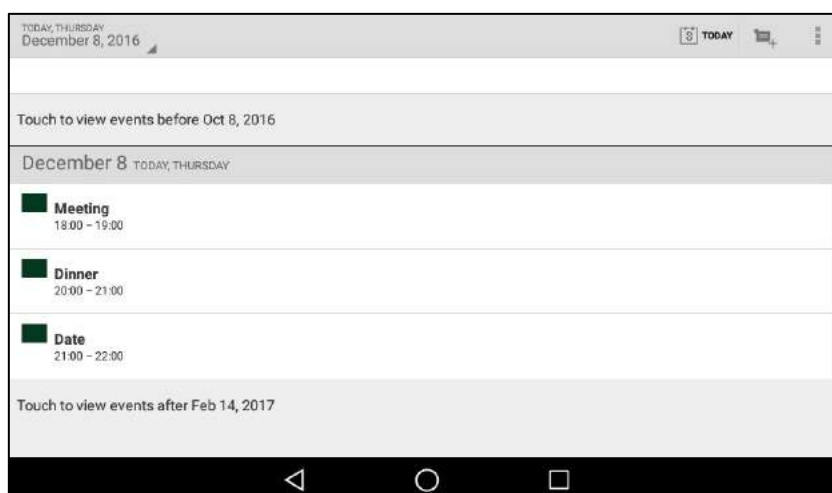 TODAY, THURSDAY
December 8, 2016
8 TODAY
Touch to view events before Oct 8, 2016
December 8 TODAY, THURSDAY
Meeting
18:00 – 19:00
Dinner
20:00 – 21:00
Date
21:00 – 22:00
Touch to view events after Feb 14, 2017